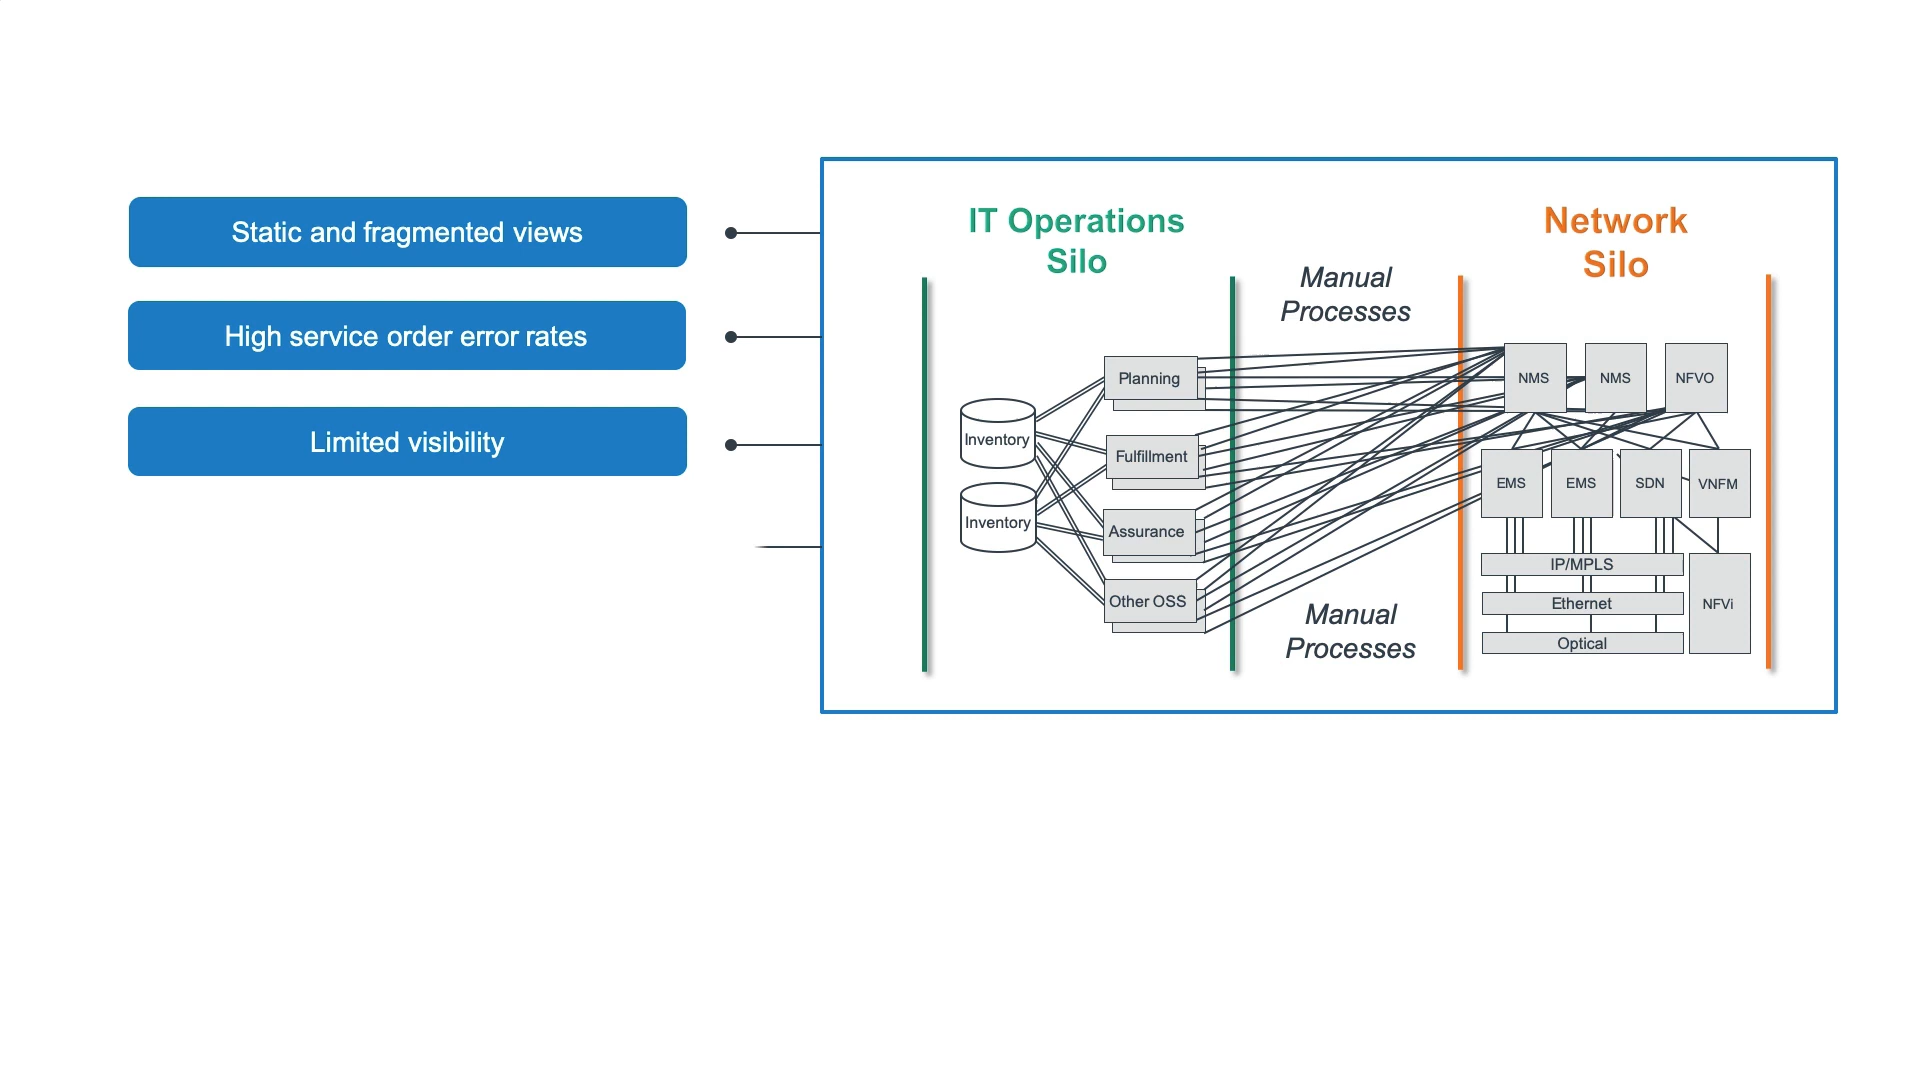 Static and fragmented views
High service order error rates
Limited visibility
IT Operations
Silo
Manual
Processes
Network
Silo
Inventory
Inventory
Planning
Fulfillment
Assurance
Other OSS
Manual
Processes
NMS
NMS
NFVO
EMS
EMS
SDN
VNFM
IP/MPLS
Ethernet
Optical
NFVi